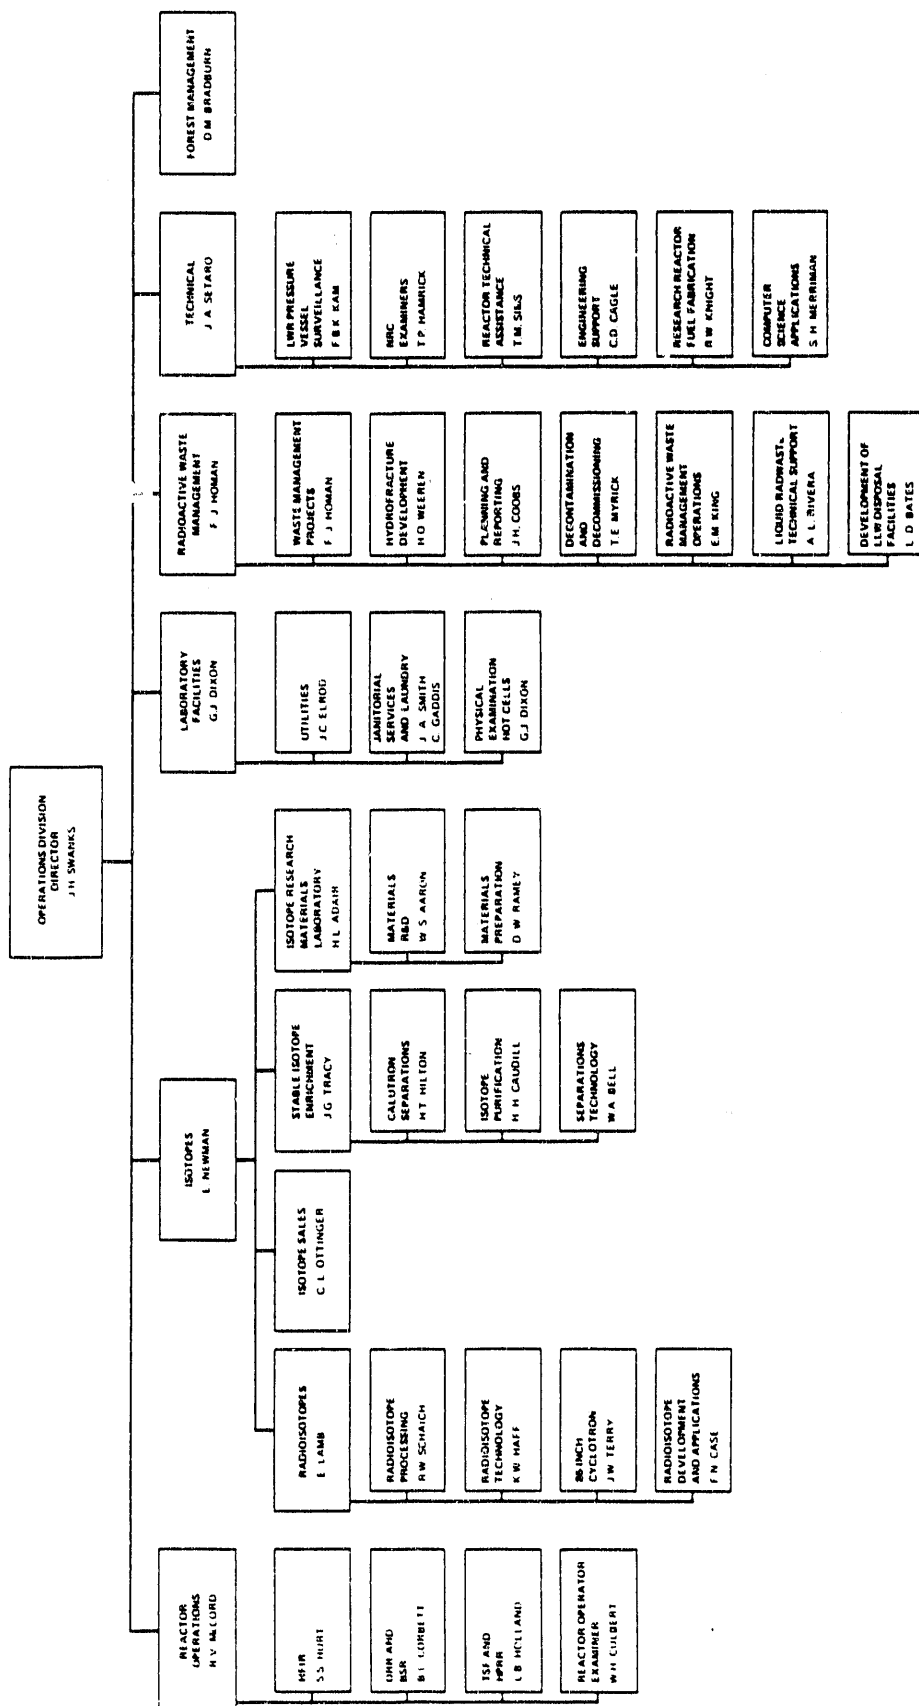 OPERATIONS DIVISION
DIRECTOR
J H SWANKS
REACTOR
OPERATIONS
R V McCORD
HFIR
S S HURT
ORR AND
BSR
B L CORBETT
TSF AND
HPRR
L B HOLLAND
REACTOR OPERATOR
EXAMINER
W H CULBERT
ISOTOPES
E. NEWMAN
RADIOISOTOPES
E LAMB
RADIOISOTOPE
PROCESSING
R W SCHAICH
RADIOISOTOPE
TECHNOLOGY
K W HAFF
86 INCH
CYCLOTRON
J W TERRY
RADIOISOTOPE
DEVELOPMENT
AND APPLICATIONS
F N CASE
ISOTOPE SALES
C L OTTINGER
STABLE ISOTOPE
ENRICHMENT
J G TRACY
CALUTRON
SEPARATIONS
H T HILTON
ISOTOPE
PURIFICATION
H H CAUDILL
SEPARATIONS
TECHNOLOGY
W A BELL
ISOTOPE RESEARCH
MATERIALS
LABORATORY
H L ADAIR
MATERIALS
R&D
W S AARON
MATERIALS
PREPARATION
D W RAMEY
LABORATORY
FACILITIES
G.J DIXON
UTILITIES
J C ELROD
JANITORIAL
SERVICES
AND LAUNDRY
J A SMITH
C GADDIS
PHYSICAL
EXAMINATION
HOT CELLS
G.J DIXON
RADIOACTIVE WASTE
MANAGEMENT
F J HOMAN
WASTE MANAGEMENT
PROJECTS
F J HOMAN
HYDROFRACTURE
DEVELOPMENT
H O WEEREN
PLANNING AND
REPORTING
J.H. COOBS
DECONTAMINATION
AND
DECOMMISSIONING
T.E MYRICK
RADIOACTIVE WASTE
MANAGEMENT
OPERATIONS
E.M KING
LIQUID RADWASTE
TECHNICAL SUPPORT
A L. RIVERA
DEVELOPMENT OF
LLW DISPOSAL
FACILITIES
L D BATES
TECHNICAL
J A SETARO
LWR PRESSURE
VESSEL
SURVEILLANCE
F B K KAM
NRC
EXAMINERS
T P. HAMRICK
REACTOR TECHNICAL
ASSISTANCE
T M. SIAS
ENGINEERING
SUPPORT
C.D CAGLE
RESEARCH REACTOR
FUEL FABRICATION
R W KNIGHT
COMPUTER
SCIENCE
APPLICATIONS
S H MERRIMAN
FOREST MANAGEMENT
D M BRADBURN